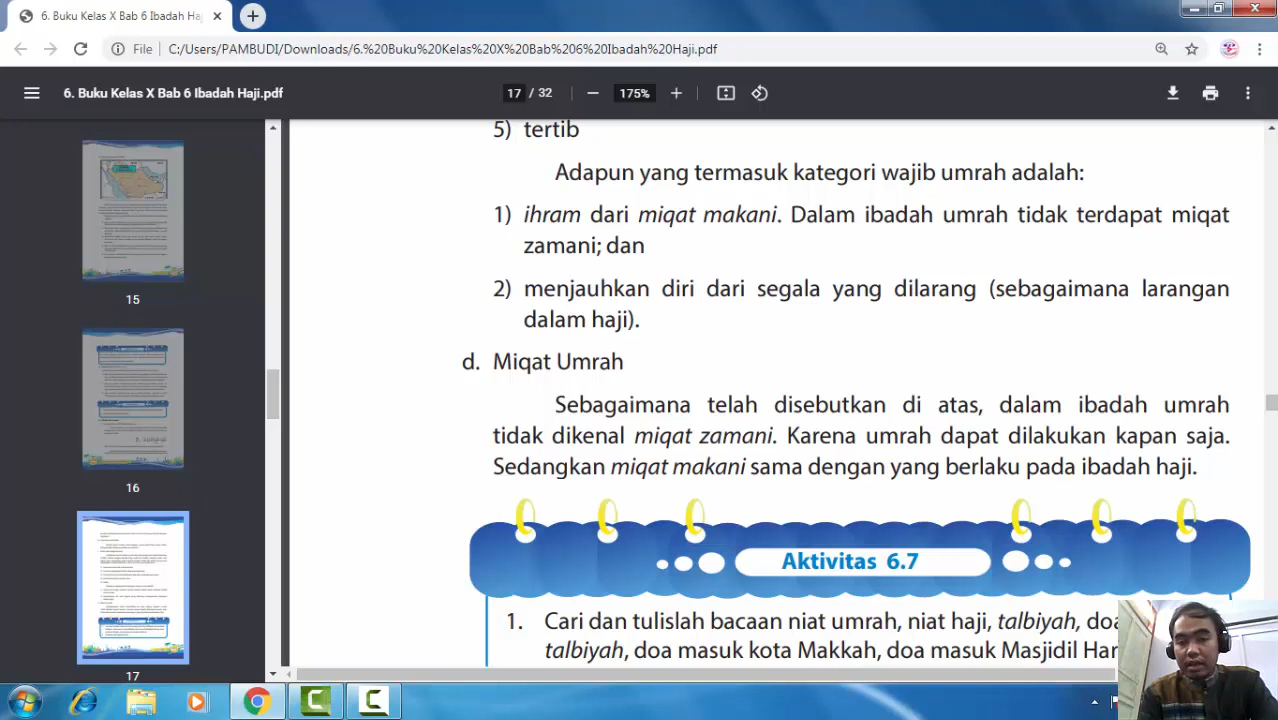 6. Buku Kelas X Bab 6 Ibadah Ha
File C:/Users/PAMBUDI/Downloads/6.%20Buku%20Kelas%20X%20Bab%206%20Ibadah%20Haji.pdf
6. Buku Kelas X Bab 6 Ibadah Haji.pdf
17 / 32
175%
15
16
17
5) tertib
Adapun yang termasuk kategori wajib umrah adalah:
1) ihram dari miqat makani. Dalam ibadah umrah tidak terdapat miqat
zamani; dan
2) menjauhkan diri dari segala yang dilarang (sebagaimana larangan
dalam haji).
d. Miqat Umrah
Sebagaimana telah disebutkan di atas, dalam ibadah umrah
tidak dikenal miqat zamani. Karena umrah dapat dilakukan kapan saja.
Sedangkan miqat makani sama dengan yang berlaku pada ibadah haji.
Aktivitas 6.7
1. Cari dan tulislah bacaan niat umrah, niat haji, talbiyah, doa
talbiyah, doa masuk kota Makkah, doa masuk Masjidil Har